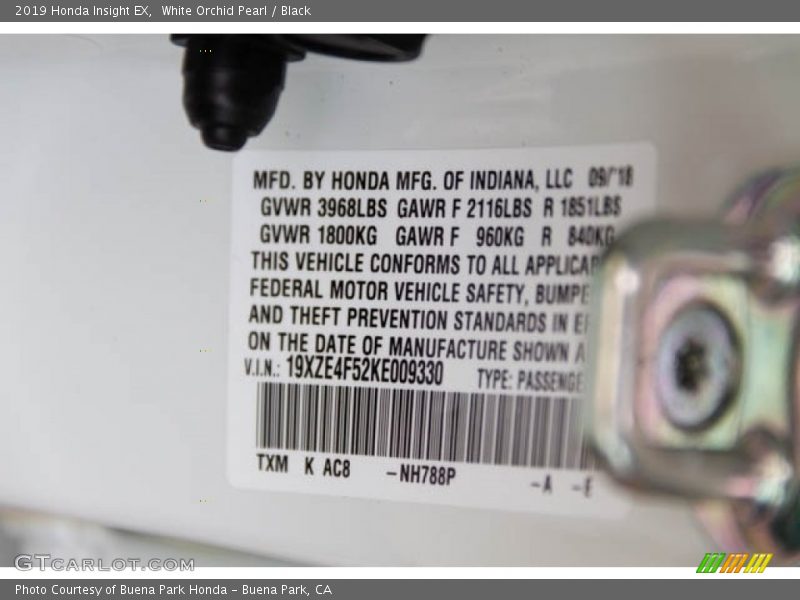 2019 Honda Insight EX,  White Orchid Pearl / Black
MFD. BY HONDA MFG. OF INDIANA, LLC 09/'18
GVWR 3968LBS GAWR F 2116LBS R 1851LBS
GVWR 1800KG GAWR F 960KG R 840KG
THIS VEHICLE CONFORMS TO ALL
FEDERAL MOTOR VEHICLE SAFETY,
AND THEFT PREVENTION STANDARDS IN
ON THE DATE OF MANUFACTURE SHOWN
V.I.N.: 19XZE4F52KE009330 TYPE:
TXM K AC8 -NH788P -A -E
GTCARLOT.COM
Photo Courtesy of Buena Park Honda - Buena Park, CA